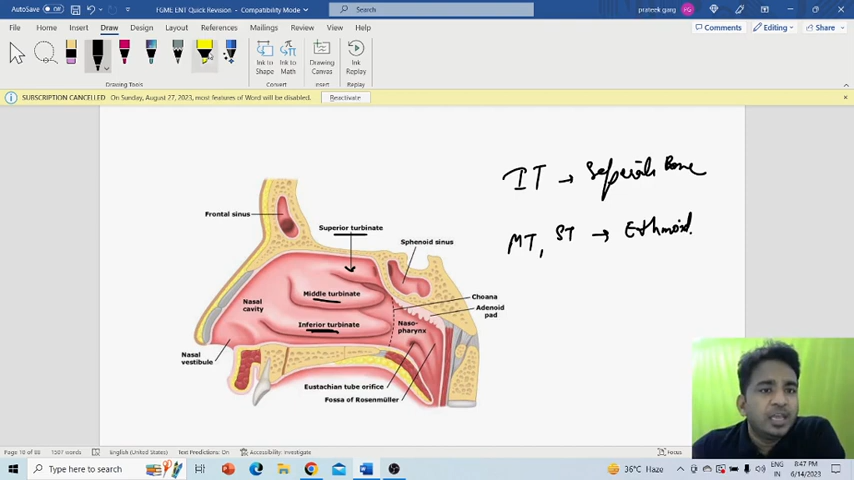 AutoSave Off FGME ENT Quick Revision - Compatibility Mode Search prateek garg PG
File Home Insert Draw Design Layout References Mailings Review View Help Comments Editing Share
Ink to Shape Ink to Math Drawing Canvas Ink Replay
Drawing Tools Convert Insert Replay
SUBSCRIPTION CANCELLED On Sunday, August 27, 2023, most features of Word will be disabled. Reactivate
IT → Separate Bone
MT, ST → Ethmoid.
Frontal sinus
Superior turbinate
Sphenoid sinus
Middle turbinate
Nasal cavity
Choana
Adenoid pad
Inferior turbinate
Naso-pharynx
Nasal vestibule
Eustachian tube orifice
Fossa of Rosenmüller
Page 10 of 88 1507 words English (United States) Text Predictions: On Accessibility: Investigate Focus
Type here to search 36°C Haze ENG IN 8:47 PM 6/14/2023